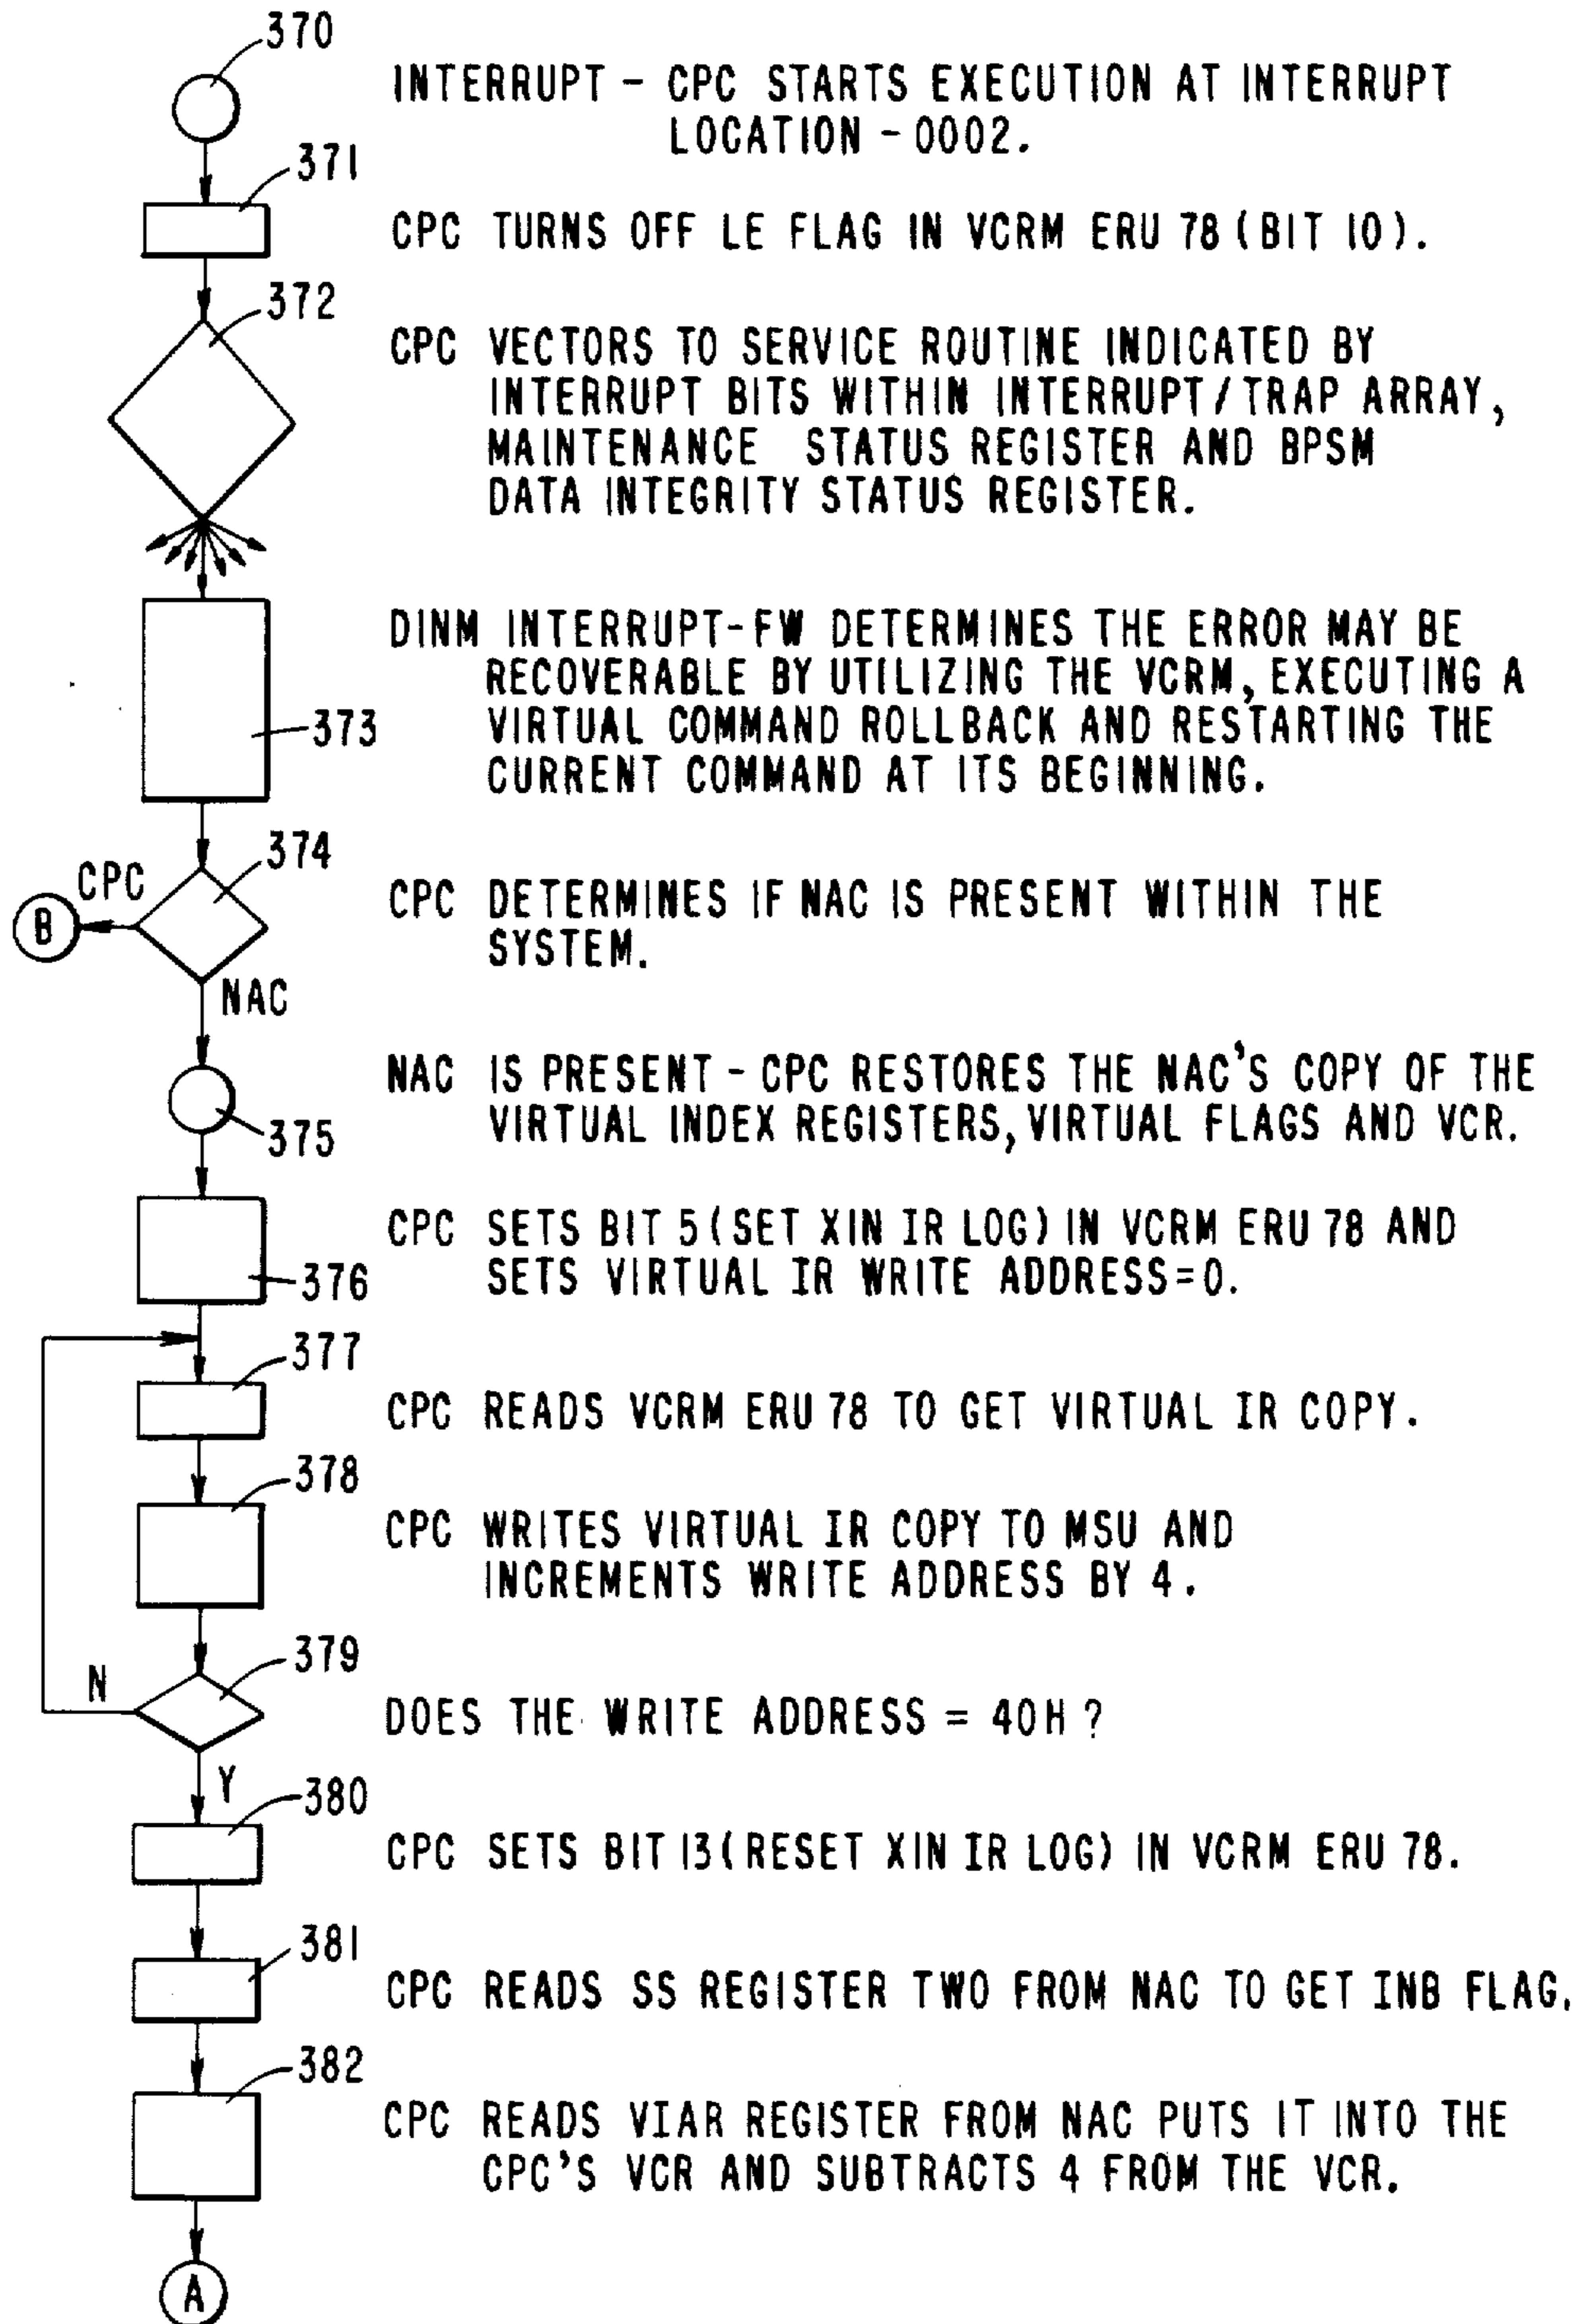 370
INTERRUPT - CPC STARTS EXECUTION AT INTERRUPT
LOCATION - 0002.
371
CPC TURNS OFF LE FLAG IN VCRM ERU 78 (BIT 10).
372
CPC VECTORS TO SERVICE ROUTINE INDICATED BY
INTERRUPT BITS WITHIN INTERRUPT/TRAP ARRAY,
MAINTENANCE STATUS REGISTER AND BPSM
DATA INTEGRITY STATUS REGISTER.
DINM INTERRUPT-FW DETERMINES THE ERROR MAY BE
RECOVERABLE BY UTILIZING THE VCRM, EXECUTING A
VIRTUAL COMMAND ROLLBACK AND RESTARTING THE
CURRENT COMMAND AT ITS BEGINNING.
373
374
CPC
B
CPC DETERMINES IF NAC IS PRESENT WITHIN THE
SYSTEM.
NAC
NAC IS PRESENT - CPC RESTORES THE NAC'S COPY OF THE
VIRTUAL INDEX REGISTERS, VIRTUAL FLAGS AND VCR.
375
CPC SETS BIT 5 (SET XIN IR LOG) IN VCRM ERU 78 AND
SETS VIRTUAL IR WRITE ADDRESS=0.
376
377
CPC READS VCRM ERU 78 TO GET VIRTUAL IR COPY.
378
CPC WRITES VIRTUAL IR COPY TO MSU AND
INCREMENTS WRITE ADDRESS BY 4.
379
N
DOES THE WRITE ADDRESS = 40H ?
Y
380
CPC SETS BIT 13 (RESET XIN IR LOG) IN VCRM ERU 78.
381
CPC READS SS REGISTER TWO FROM NAC TO GET INB FLAG.
382
CPC READS VIAR REGISTER FROM NAC PUTS IT INTO THE
CPC'S VCR AND SUBTRACTS 4 FROM THE VCR.
A